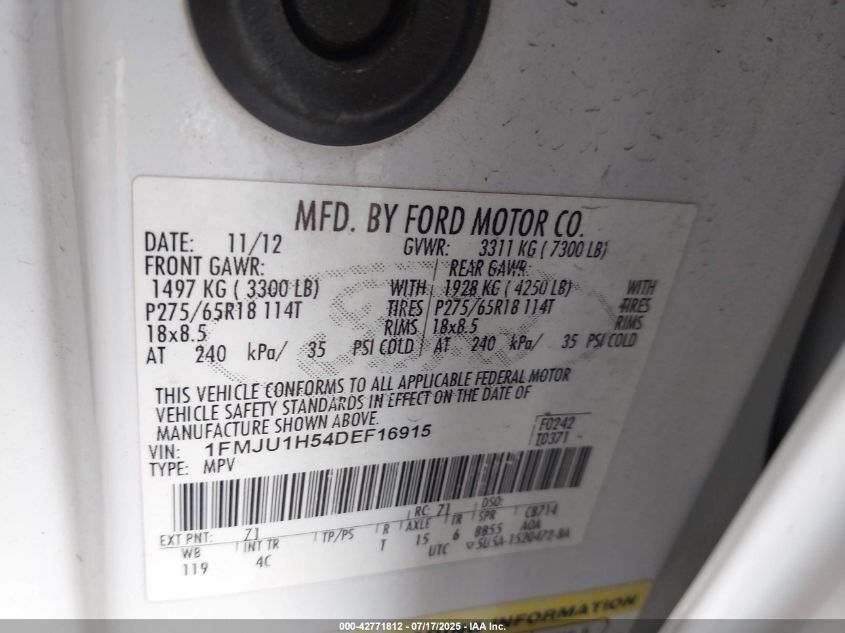 MFD. BY FORD MOTOR CO.
DATE: 11/12 GVWR: 3311 KG ( 7300 LB)
FRONT GAWR: REAR GAWR:
1497 KG ( 3300 LB) WITH 1928 KG ( 4250 LB) WITH
P275/65R18 114T TIRES P275/65R18 114T TIRES
18x8.5 RIMS 18x8.5 RIMS
AT 240 kPa/ 35 PSI COLD AT 240 kPa/ 35 PSI COLD
THIS VEHICLE CONFORMS TO ALL APPLICABLE FEDERAL MOTOR
VEHICLE SAFETY STANDARDS IN EFFECT ON THE DATE OF
MANUFACTURE SHOWN ABOVE.
VIN: 1FMJU1H54DEF16915 F0242
TYPE: MPV T0371
EXT PNT: Z1 RC: 71 DSO:
WB INT TR TP/PS R AXLE TR SPR CB714
119 4C T 15 6 BB55 AOA
UTC ▽5U5A-1520472-BA
INFORMATION
000-42771812 - 07/17/2025 - IAA Inc.